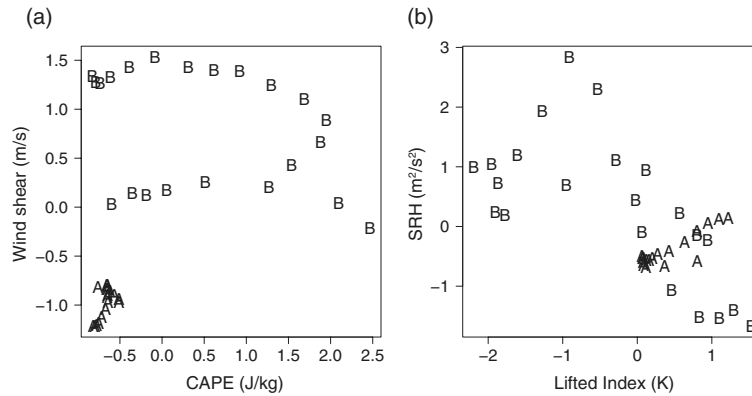 (a)
Wind shear (m/s)
1.5
1.0
0.5
0.0
−0.5
−1.0
−0.5 0.0 0.5 1.0 1.5 2.0 2.5
CAPE (J/kg)
B B B B B B B B B B B B B B B B B B B B B B
A
(b)
SRH (m²/s²)
3
2
1
0
−1
−2 −1 0 1
Lifted Index (K)
B B B B B B B B B B B B B B B B B B B B B B
A